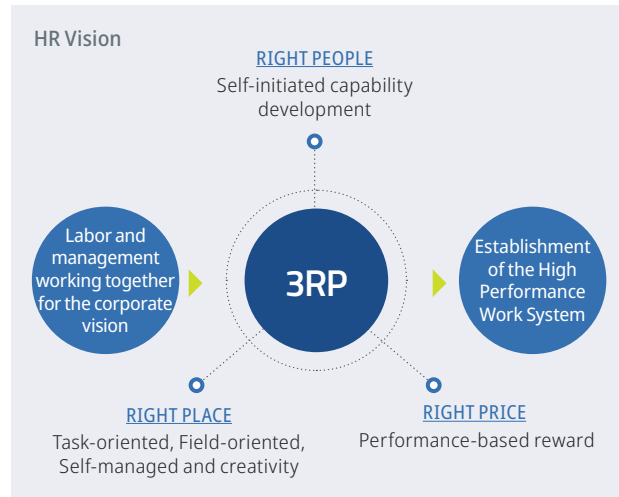 HR Vision
RIGHT PEOPLE
Self-initiated capability
development
Labor and
management
working together
for the corporate
vision
3RP
Establishment
of the High
Performance
Work System
RIGHT PLACE
Task-oriented, Field-oriented,
Self-managed and creativity
RIGHT PRICE
Performance-based reward